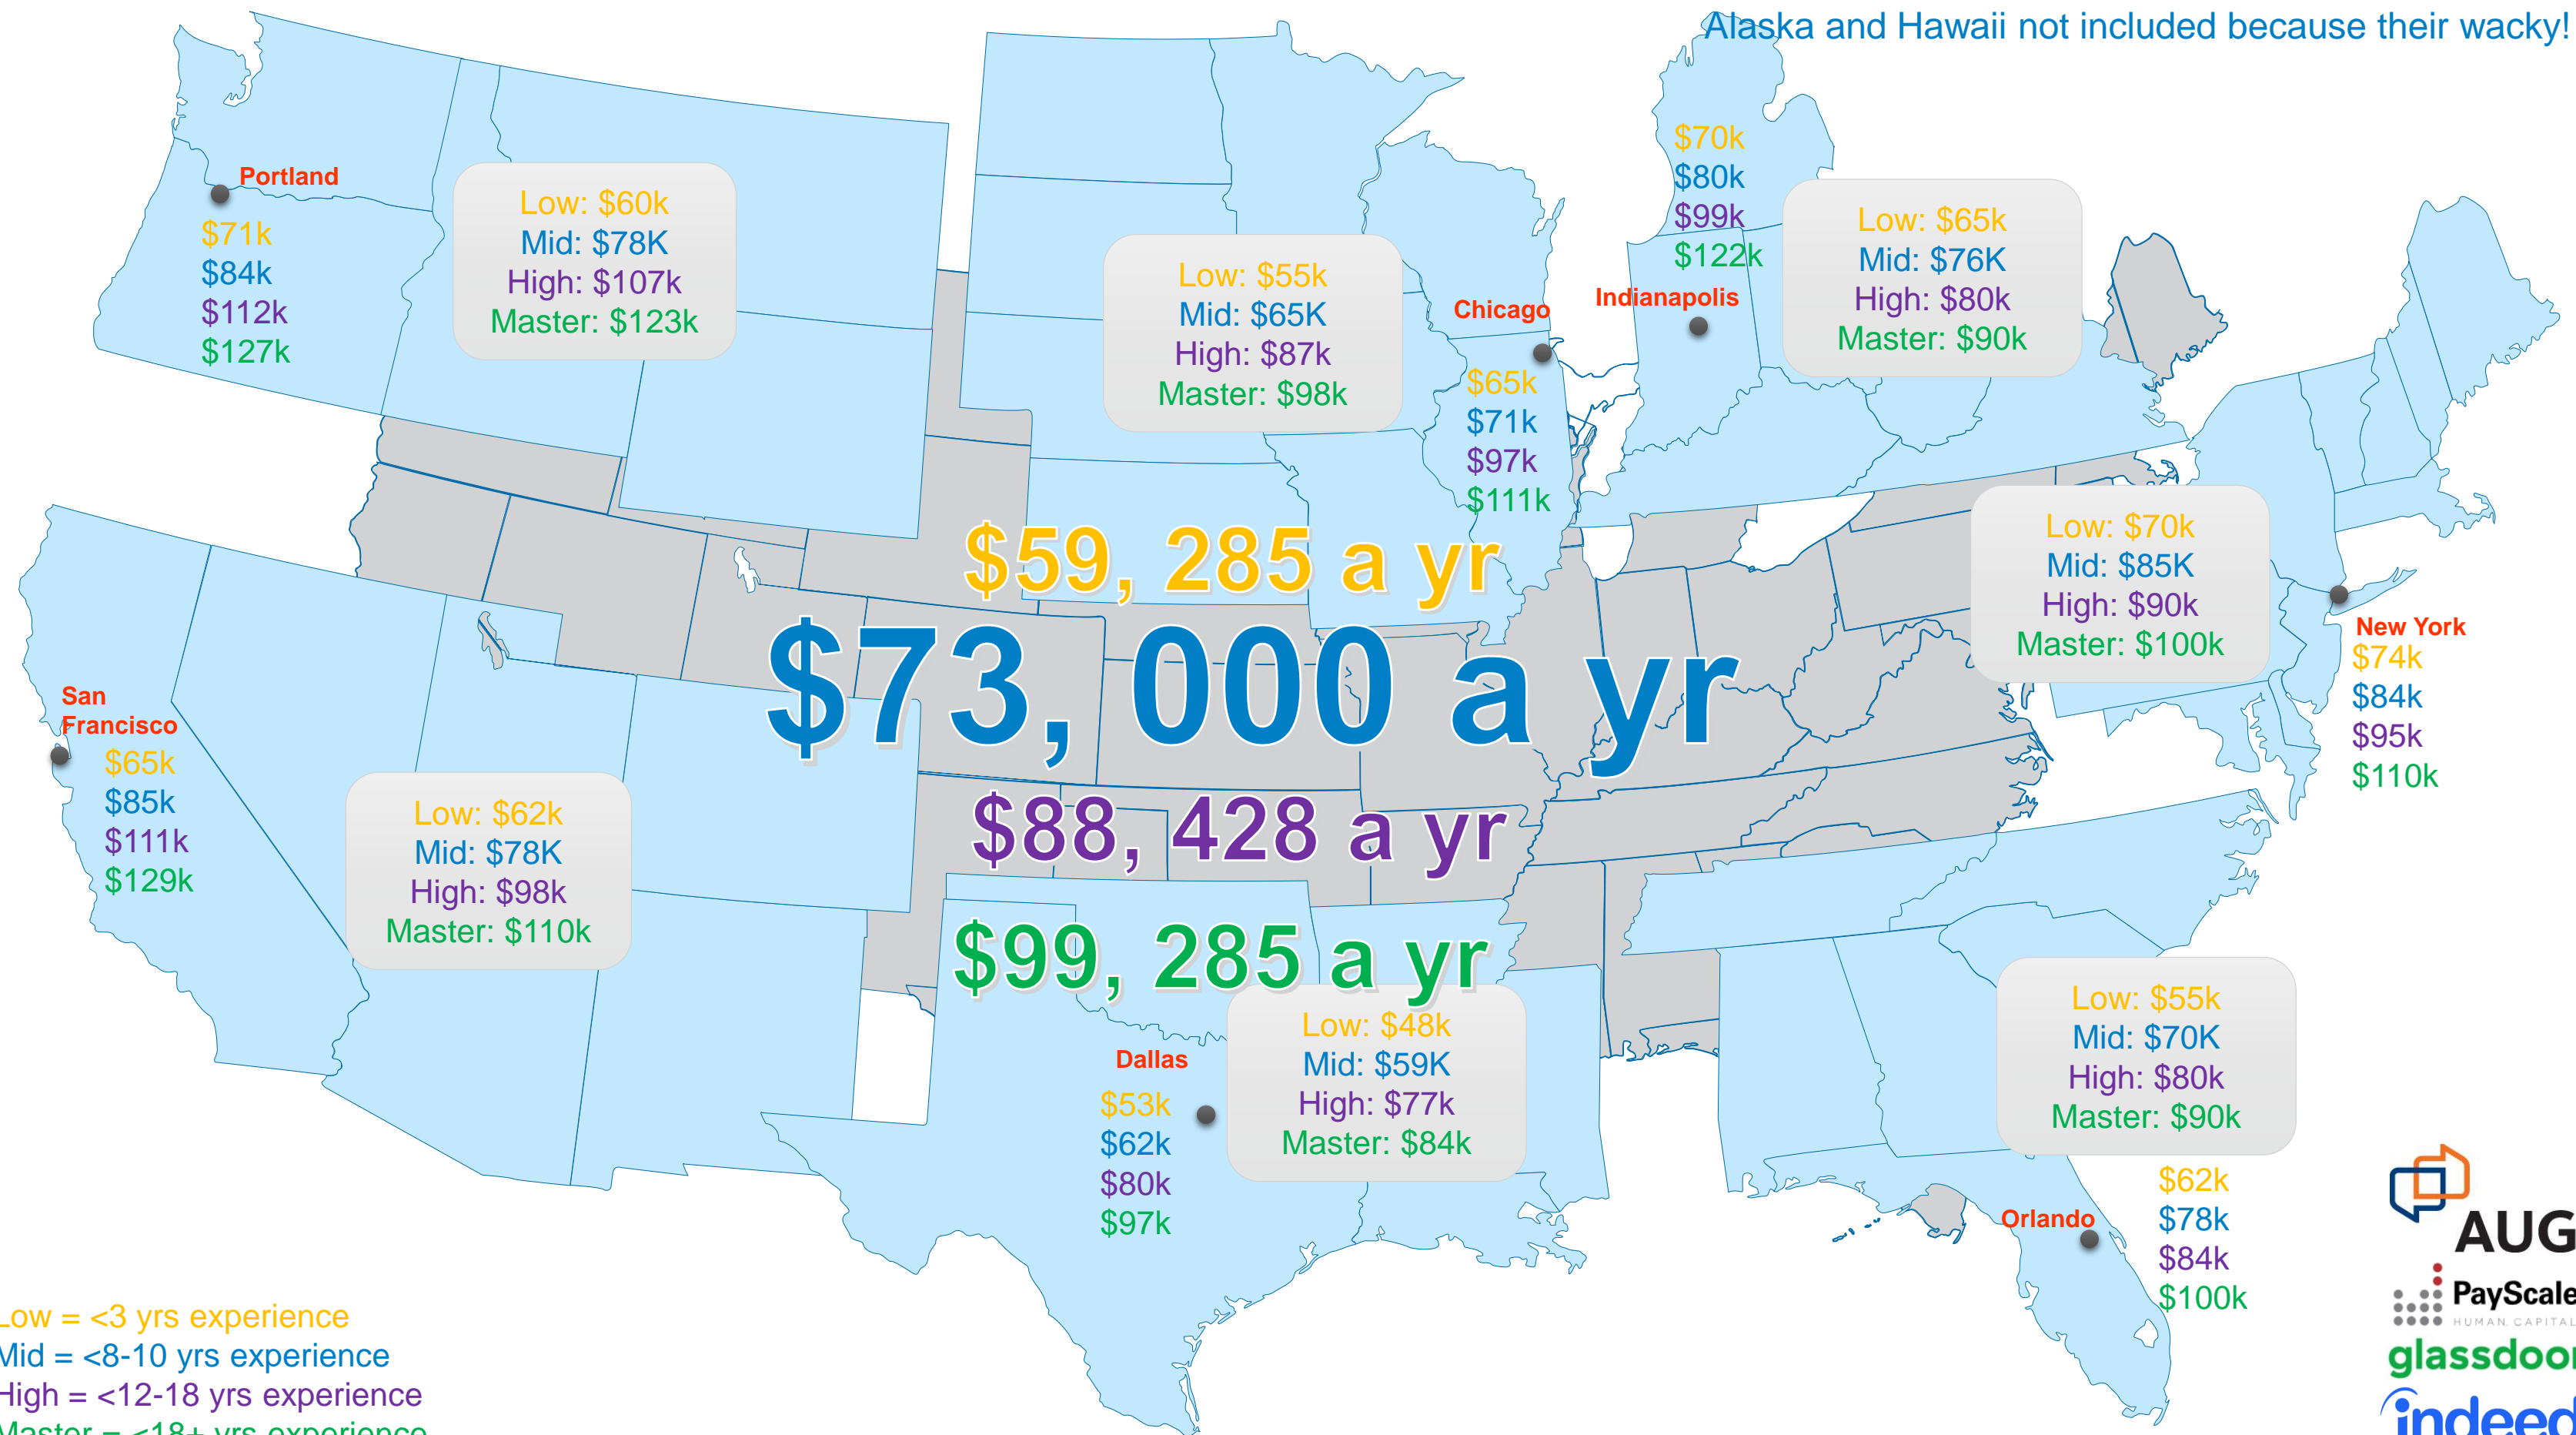 Alaska and Hawaii not included because their wacky!
Portland
$71k
$84k
$112k
$127k
Low: $60k
Mid: $78K
High: $107k
Master: $123k
Low: $55k
Mid: $65K
High: $87k
Master: $98k
Chicago
$65k
$71k
$97k
$111k
$70k
$80k
$99k
$122k
Indianapolis
Low: $65k
Mid: $76K
High: $80k
Master: $90k
Low: $70k
Mid: $85K
High: $90k
Master: $100k
New York
$74k
$84k
$95k
$110k
$59, 285 a yr
$73, 000 a yr
$88, 428 a yr
$99, 285 a yr
San
Francisco
$65k
$85k
$111k
$129k
Low: $62k
Mid: $78K
High: $98k
Master: $110k
Dallas
$53k
$62k
$80k
$97k
Low: $48k
Mid: $59K
High: $77k
Master: $84k
Low: $55k
Mid: $70K
High: $80k
Master: $90k
Orlando
$62k
$78k
$84k
$100k
Low = <3 yrs experience
Mid = <8-10 yrs experience
High = <12-18 yrs experience
Master = <18+ yrs experience
AUG
PayScale
HUMAN CAPITAL
glassdoor
indeed